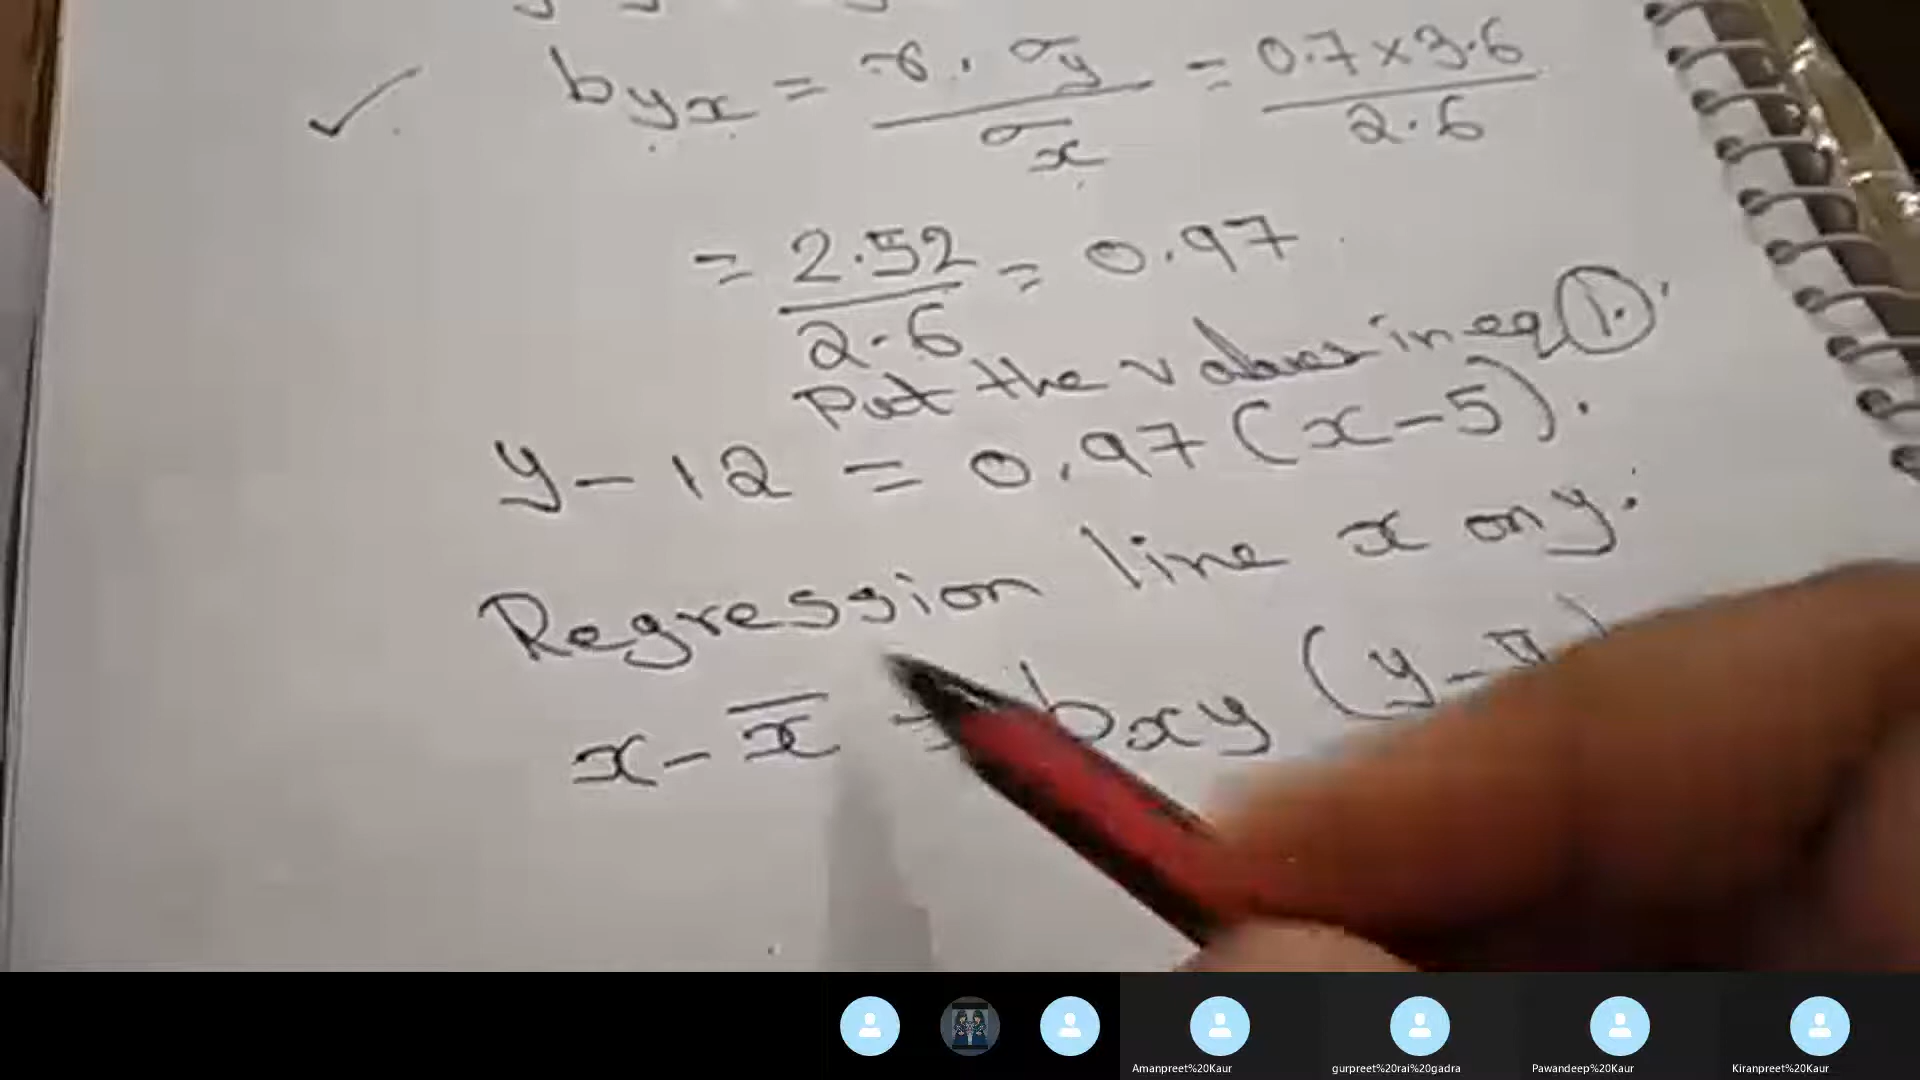 byx = r . σy / σx = 0.7 x 3.6 / 2.6
= 2.52 / 2.6 = 0.97
Put the values in eq 1.
y - 12 = 0.97 (x - 5).
Regression line x on y.
x - x̄ = bxy (y - ȳ)
Amanpreet%20Kaur
gurpreet%20rai%20gadra
Pawandeep%20Kaur
Kiranpreet%20Kaur